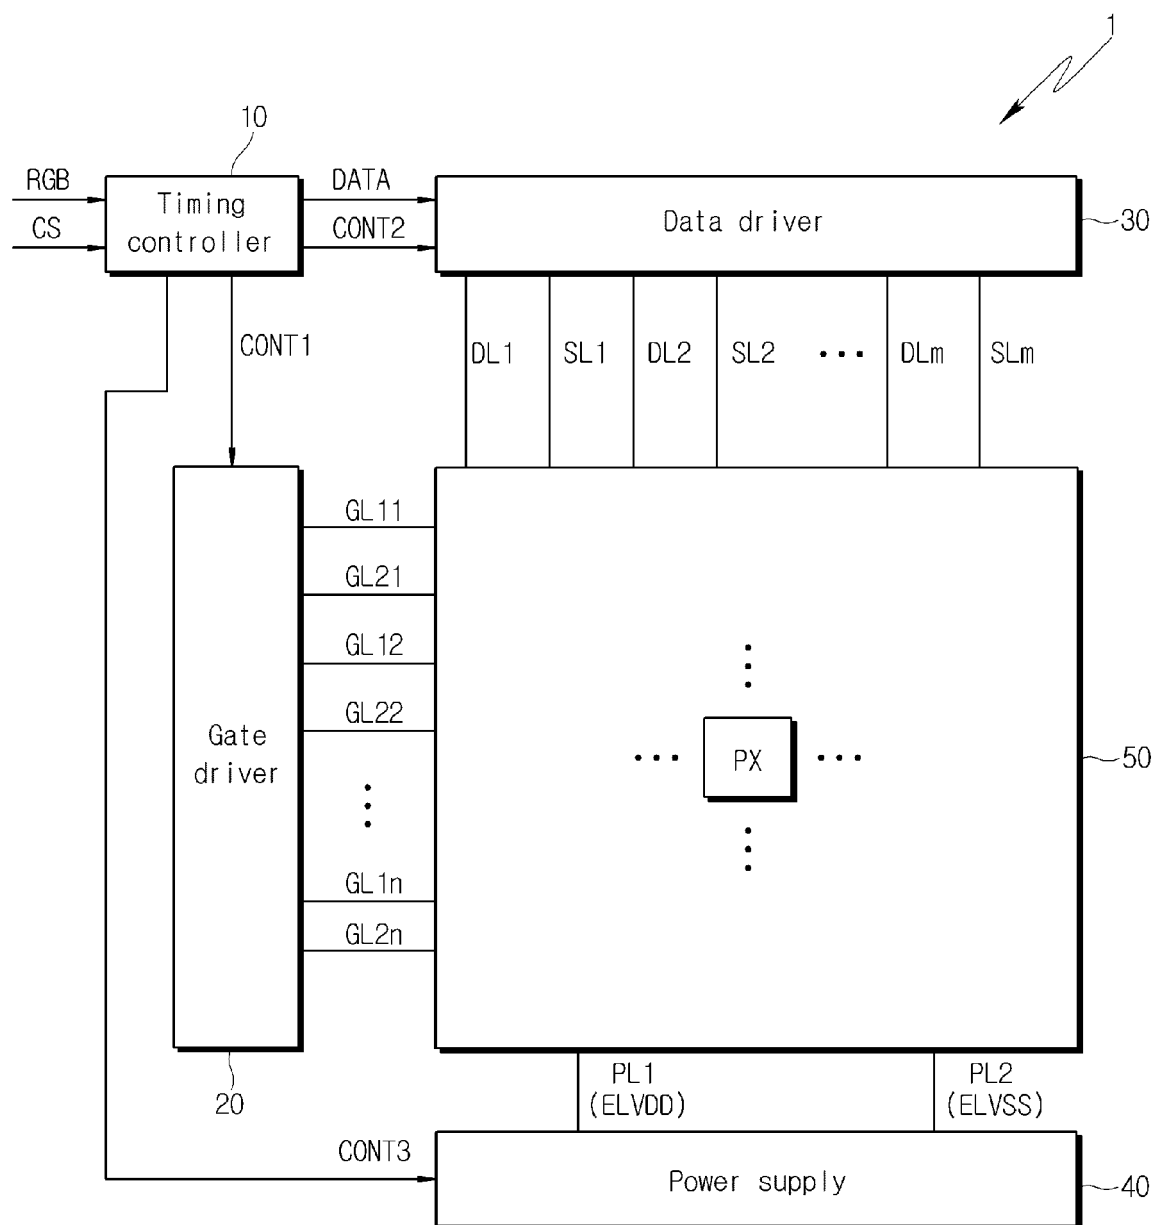 1
10
RGB
CS
Timing
controller
DATA
CONT2
Data driver
30
CONT1
DL1
SL1
DL2
SL2
•••
DLm
SLm
GL11
GL21
GL12
GL22
GL1n
GL2n
Gate
driver
20
PX
50
PL1
(ELVDD)
PL2
(ELVSS)
CONT3
Power supply
40